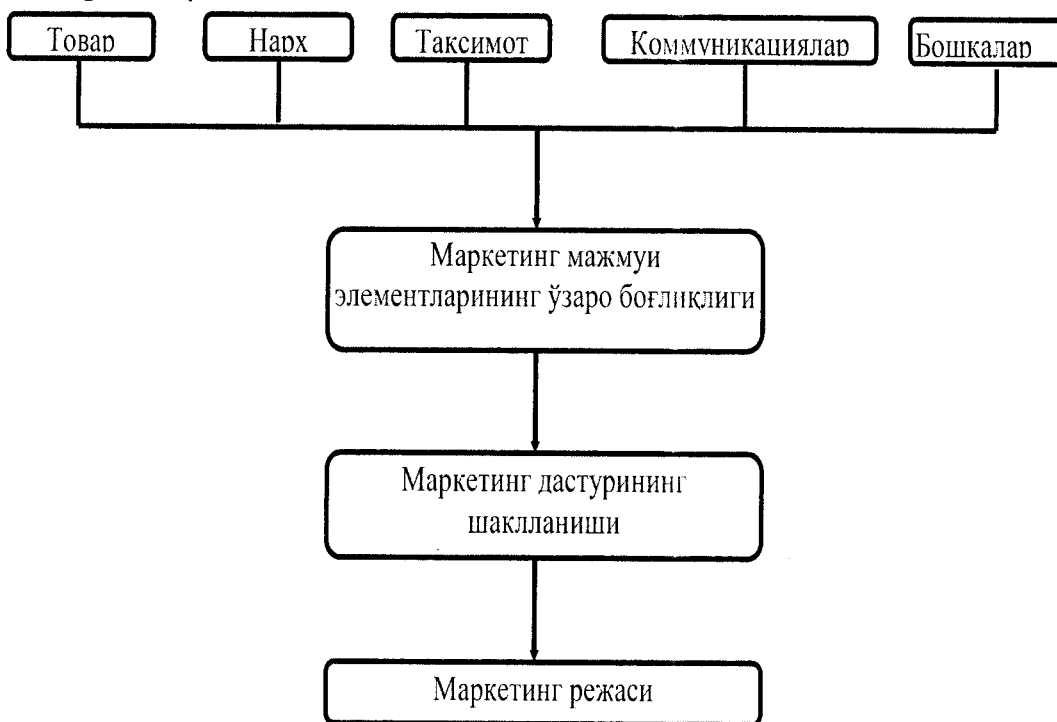 Товар
Нарх
Таксимот
Коммуникациялар
Бошкалар
Маркетинг мажмуи
элементларининг ўзаро боғлиқлиги
Маркетинг дастурининг
шаклланиши
Маркетинг режаси